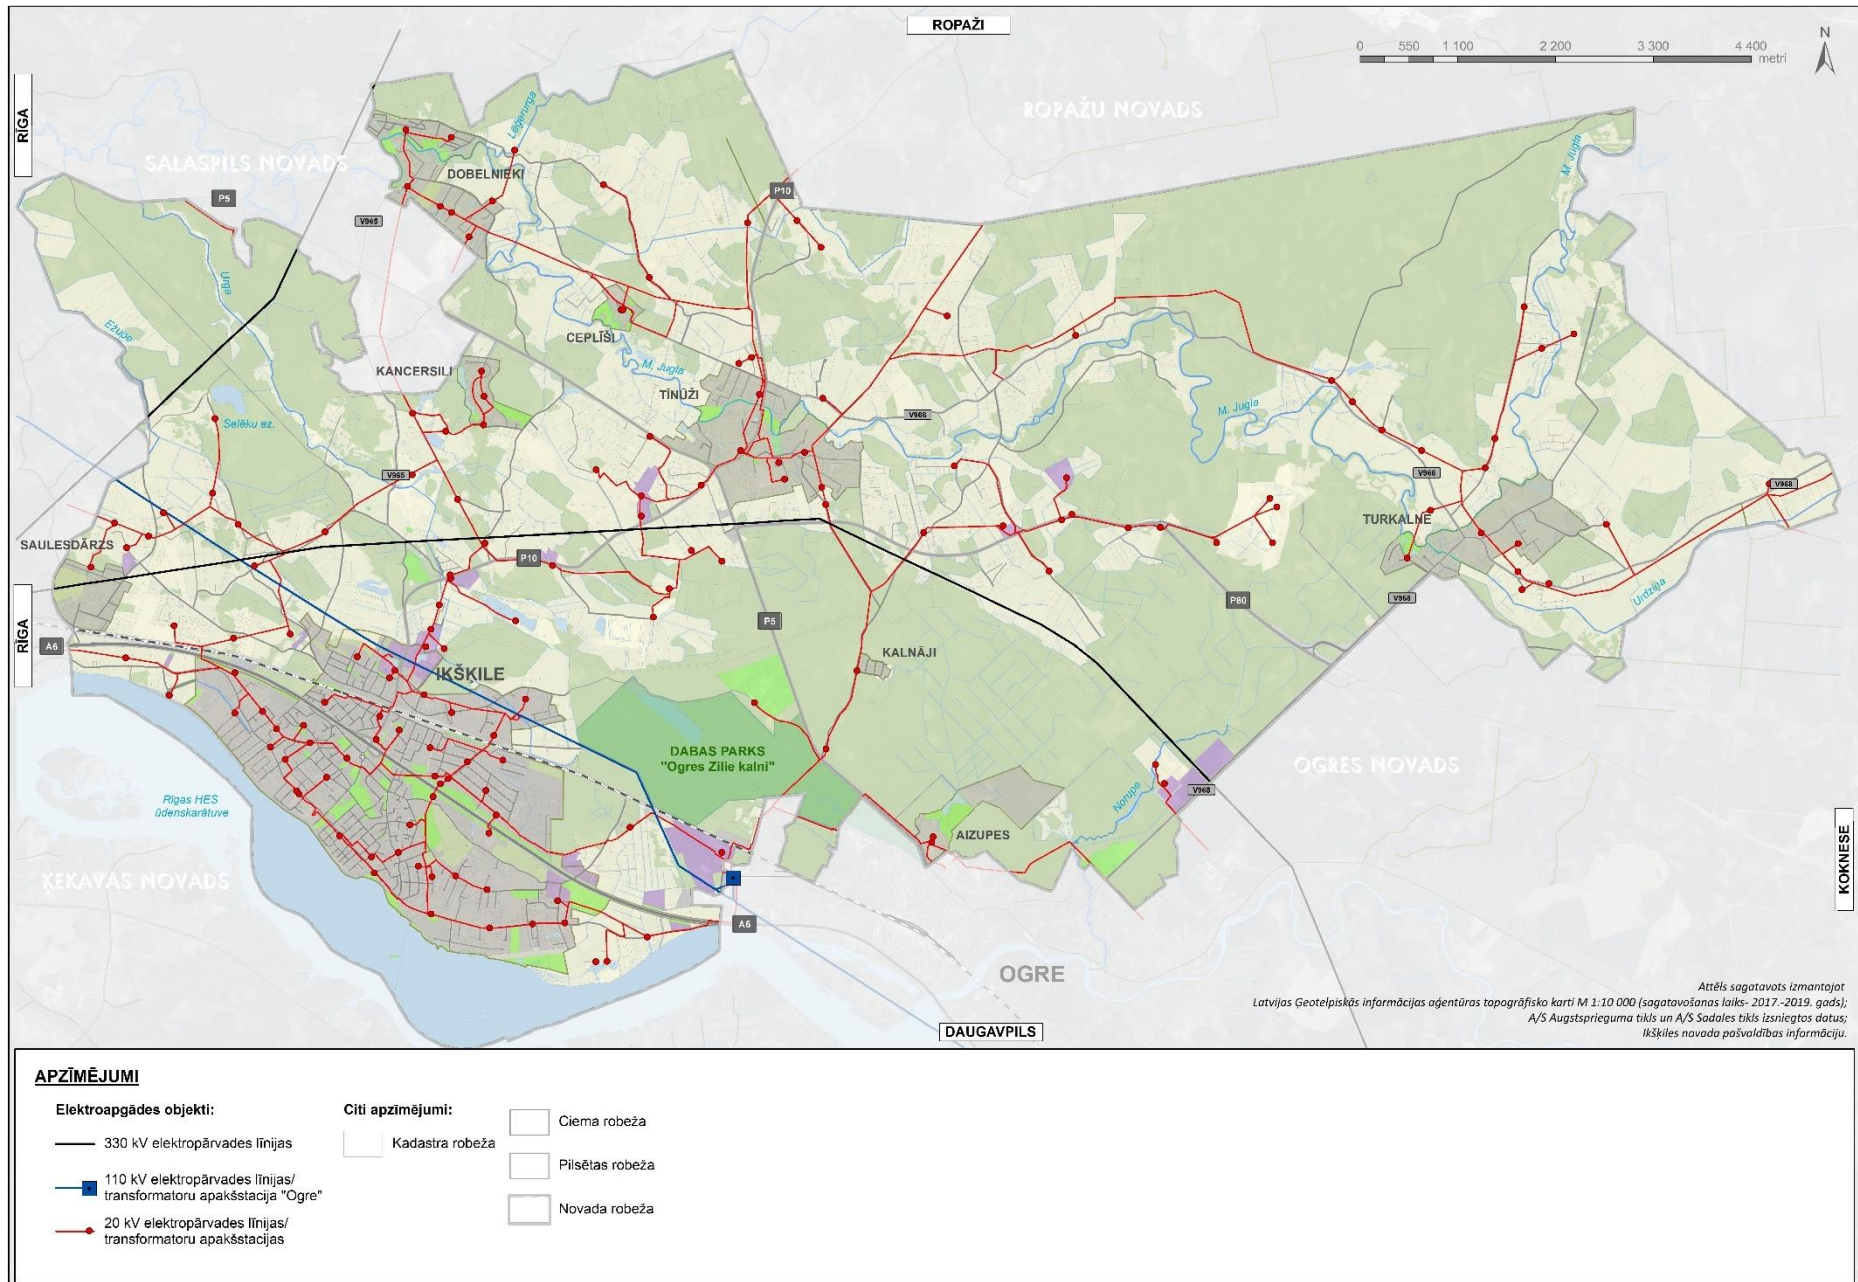 ROPAŽI
0 550 1 100 2 200 3 300 4 400
metri
N
RĪGA
ROPAŽU NOVADS
SALASPILS NOVADS
Lēģerurga
M. Jugla
DOBELNIEKI
P10
P5
V965
Urga
Ežupe
CEPLĪŠI
M. Jugla
KANCERSILI
TĪNŪŽI
V966
M. Jugla
Selēku ez.
V965
V966
V968
TURKALNE
SAULESDĀRZS
P10
Urdziņa
V968
P80
RĪGA
A6
P5
KALNĀJI
IKŠĶILE
DABAS PARKS
"Ogres Zilie kalni"
OGRES NOVADS
Rīgas HES
ūdenskrātuve
Norupe
V968
AIZUPES
KOKNESE
ĶEKAVAS NOVADS
A6
OGRE
DAUGAVPILS
Attēls sagatavots izmantojot
Latvijas Ģeotelpiskās informācijas aģentūras topogrāfisko karti M 1:10 000 (sagatavošanas laiks- 2017.-2019. gads);
A/S Augstsprieguma tīkls un A/S Sadales tīkls izsniegtos datus;
Ikšķiles novada pašvaldības informāciju.
APZĪMĒJUMI
Elektroapgādes objekti:
330 kV elektropārvades līnijas
110 kV elektropārvades līnijas/
transformatoru apakšstacija "Ogre"
20 kV elektropārvades līnijas/
transformatoru apakšstacijas
Citi apzīmējumi:
Kadastra robeža
Ciema robeža
Pilsētas robeža
Novada robeža